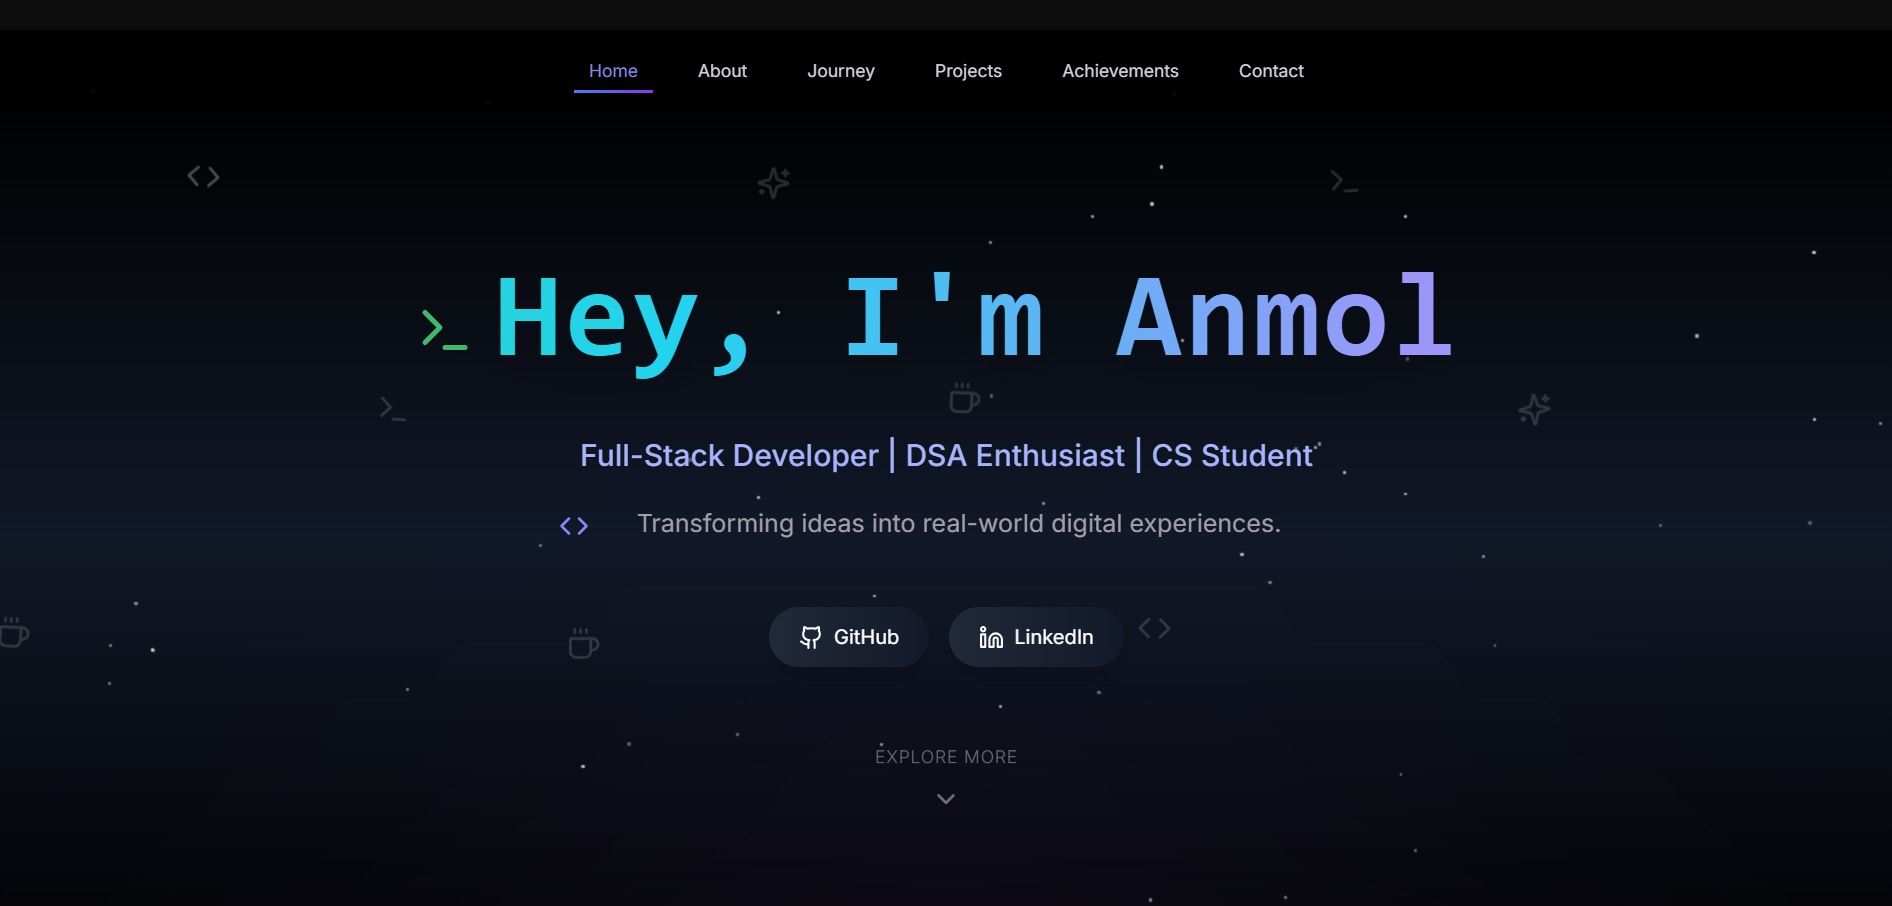 Home About Journey Projects Achievements Contact
Hey, I'm Anmol
Full-Stack Developer | DSA Enthusiast | CS Student
Transforming ideas into real-world digital experiences.
GitHub LinkedIn
EXPLORE MORE